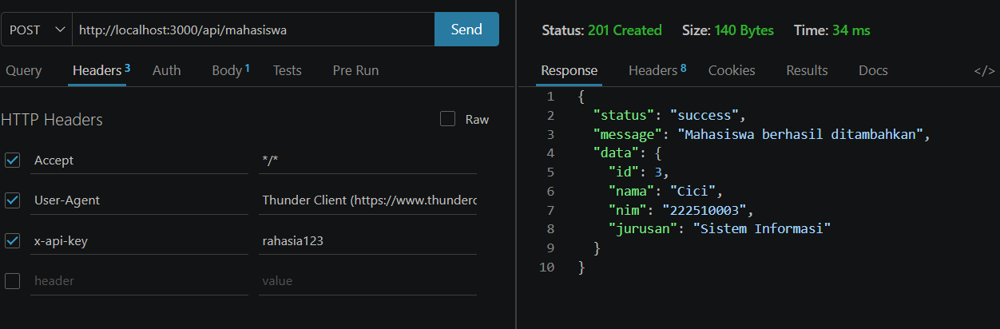 POST http://localhost:3000/api/mahasiswa Send
Query Headers 3 Auth Body 1 Tests Pre Run
HTTP Headers Raw
Accept */*
User-Agent Thunder Client (https://www.thunderc
x-api-key rahasia123
header value
Status: 201 Created Size: 140 Bytes Time: 34 ms
Response Headers 8 Cookies Results Docs </>
1 {
2 "status": "success",
3 "message": "Mahasiswa berhasil ditambahkan",
4 "data": {
5 "id": 3,
6 "nama": "Cici",
7 "nim": "222510003",
8 "jurusan": "Sistem Informasi"
9 }
10 }